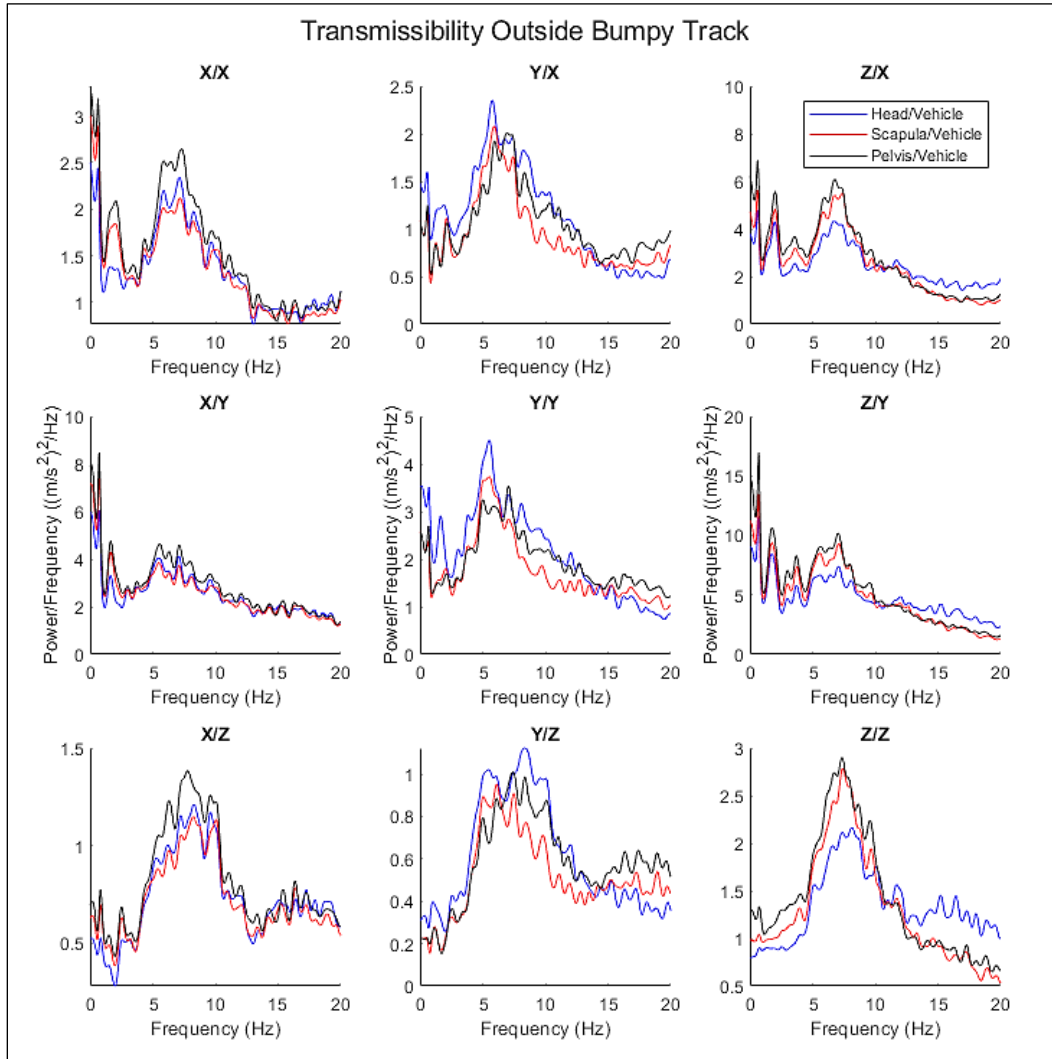 Transmissibility Outside Bumpy Track
X/X
3
2.5
2
1.5
1
0 5 10 15 20
Frequency (Hz)
Y/X
2.5
2
1.5
1
0.5
0
0 5 10 15 20
Frequency (Hz)
Z/X
10
8
6
4
2
0
0 5 10 15 20
Frequency (Hz)
Head/Vehicle
Scapula/Vehicle
Pelvis/Vehicle
X/Y
Power/Frequency ((m/s²)²/Hz)
10
8
6
4
2
0
0 5 10 15 20
Frequency (Hz)
Y/Y
Power/Frequency ((m/s²)²/Hz)
5
4
3
2
1
0
0 5 10 15 20
Frequency (Hz)
Z/Y
Power/Frequency ((m/s²)²/Hz)
20
15
10
5
0
0 5 10 15 20
Frequency (Hz)
X/Z
1.5
1
0.5
0 5 10 15 20
Frequency (Hz)
Y/Z
1
0.8
0.6
0.4
0.2
0
0 5 10 15 20
Frequency (Hz)
Z/Z
3
2.5
2
1.5
1
0.5
0 5 10 15 20
Frequency (Hz)